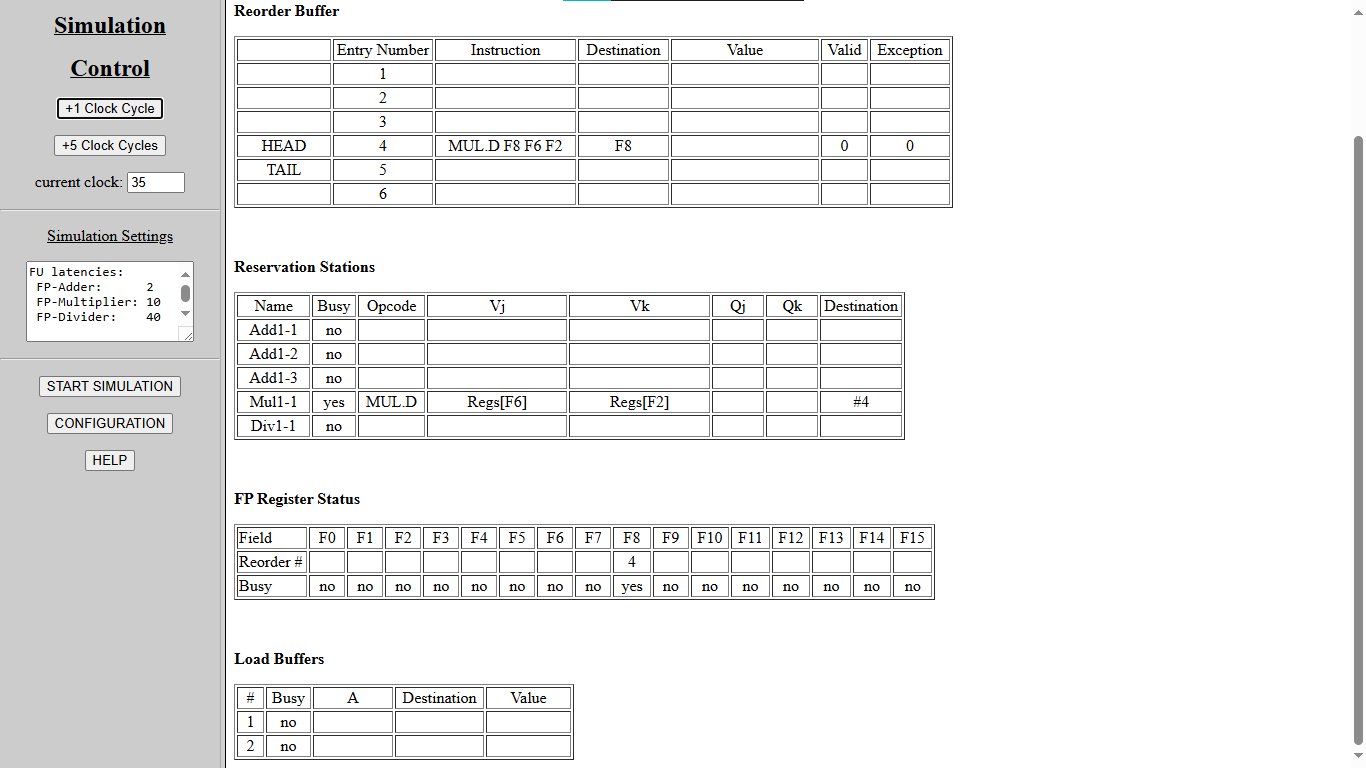 Simulation
Control
+1 Clock Cycle
+5 Clock Cycles
current clock: 35
Simulation Settings
FU latencies:
FP-Adder: 2
FP-Multiplier: 10
FP-Divider: 40
START SIMULATION
CONFIGURATION
HELP
Reorder Buffer
Entry Number Instruction Destination Value Valid Exception
1
2
3
HEAD 4 MUL.D F8 F6 F2 F8 0 0
TAIL 5
6
Reservation Stations
Name Busy Opcode Vj Vk Qj Qk Destination
Add1-1 no
Add1-2 no
Add1-3 no
Mul1-1 yes MUL.D Regs[F6] Regs[F2] #4
Div1-1 no
FP Register Status
Field F0 F1 F2 F3 F4 F5 F6 F7 F8 F9 F10 F11 F12 F13 F14 F15
Reorder # 4
Busy no no no no no no no no yes no no no no no no no
Load Buffers
# Busy A Destination Value
1 no
2 no